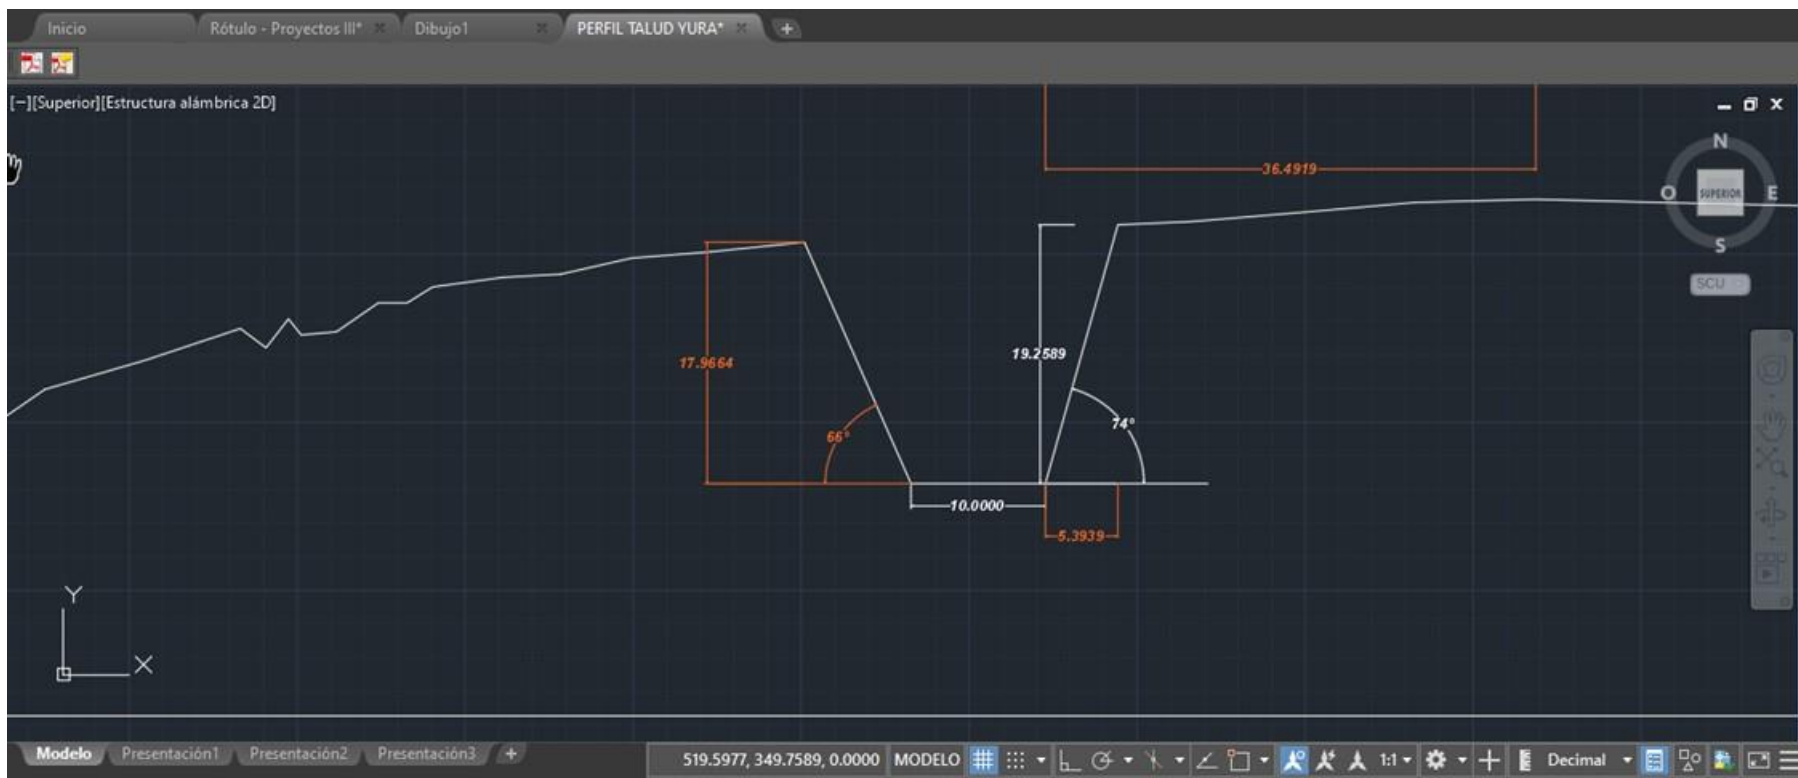 Inicio
Rótulo - Proyectos III*
Dibujo1
PERFIL TALUD YURA*
[−][Superior][Estructura alámbrica 2D]
N
36.4919
O
SUPERIOR
E
S
SCU
19.2589
17.9664
74°
66°
10.0000
5.3939
Y
X
Modelo
Presentación1
Presentación2
Presentación3
519.5977, 349.7589, 0.0000
MODELO
1:1
Decimal